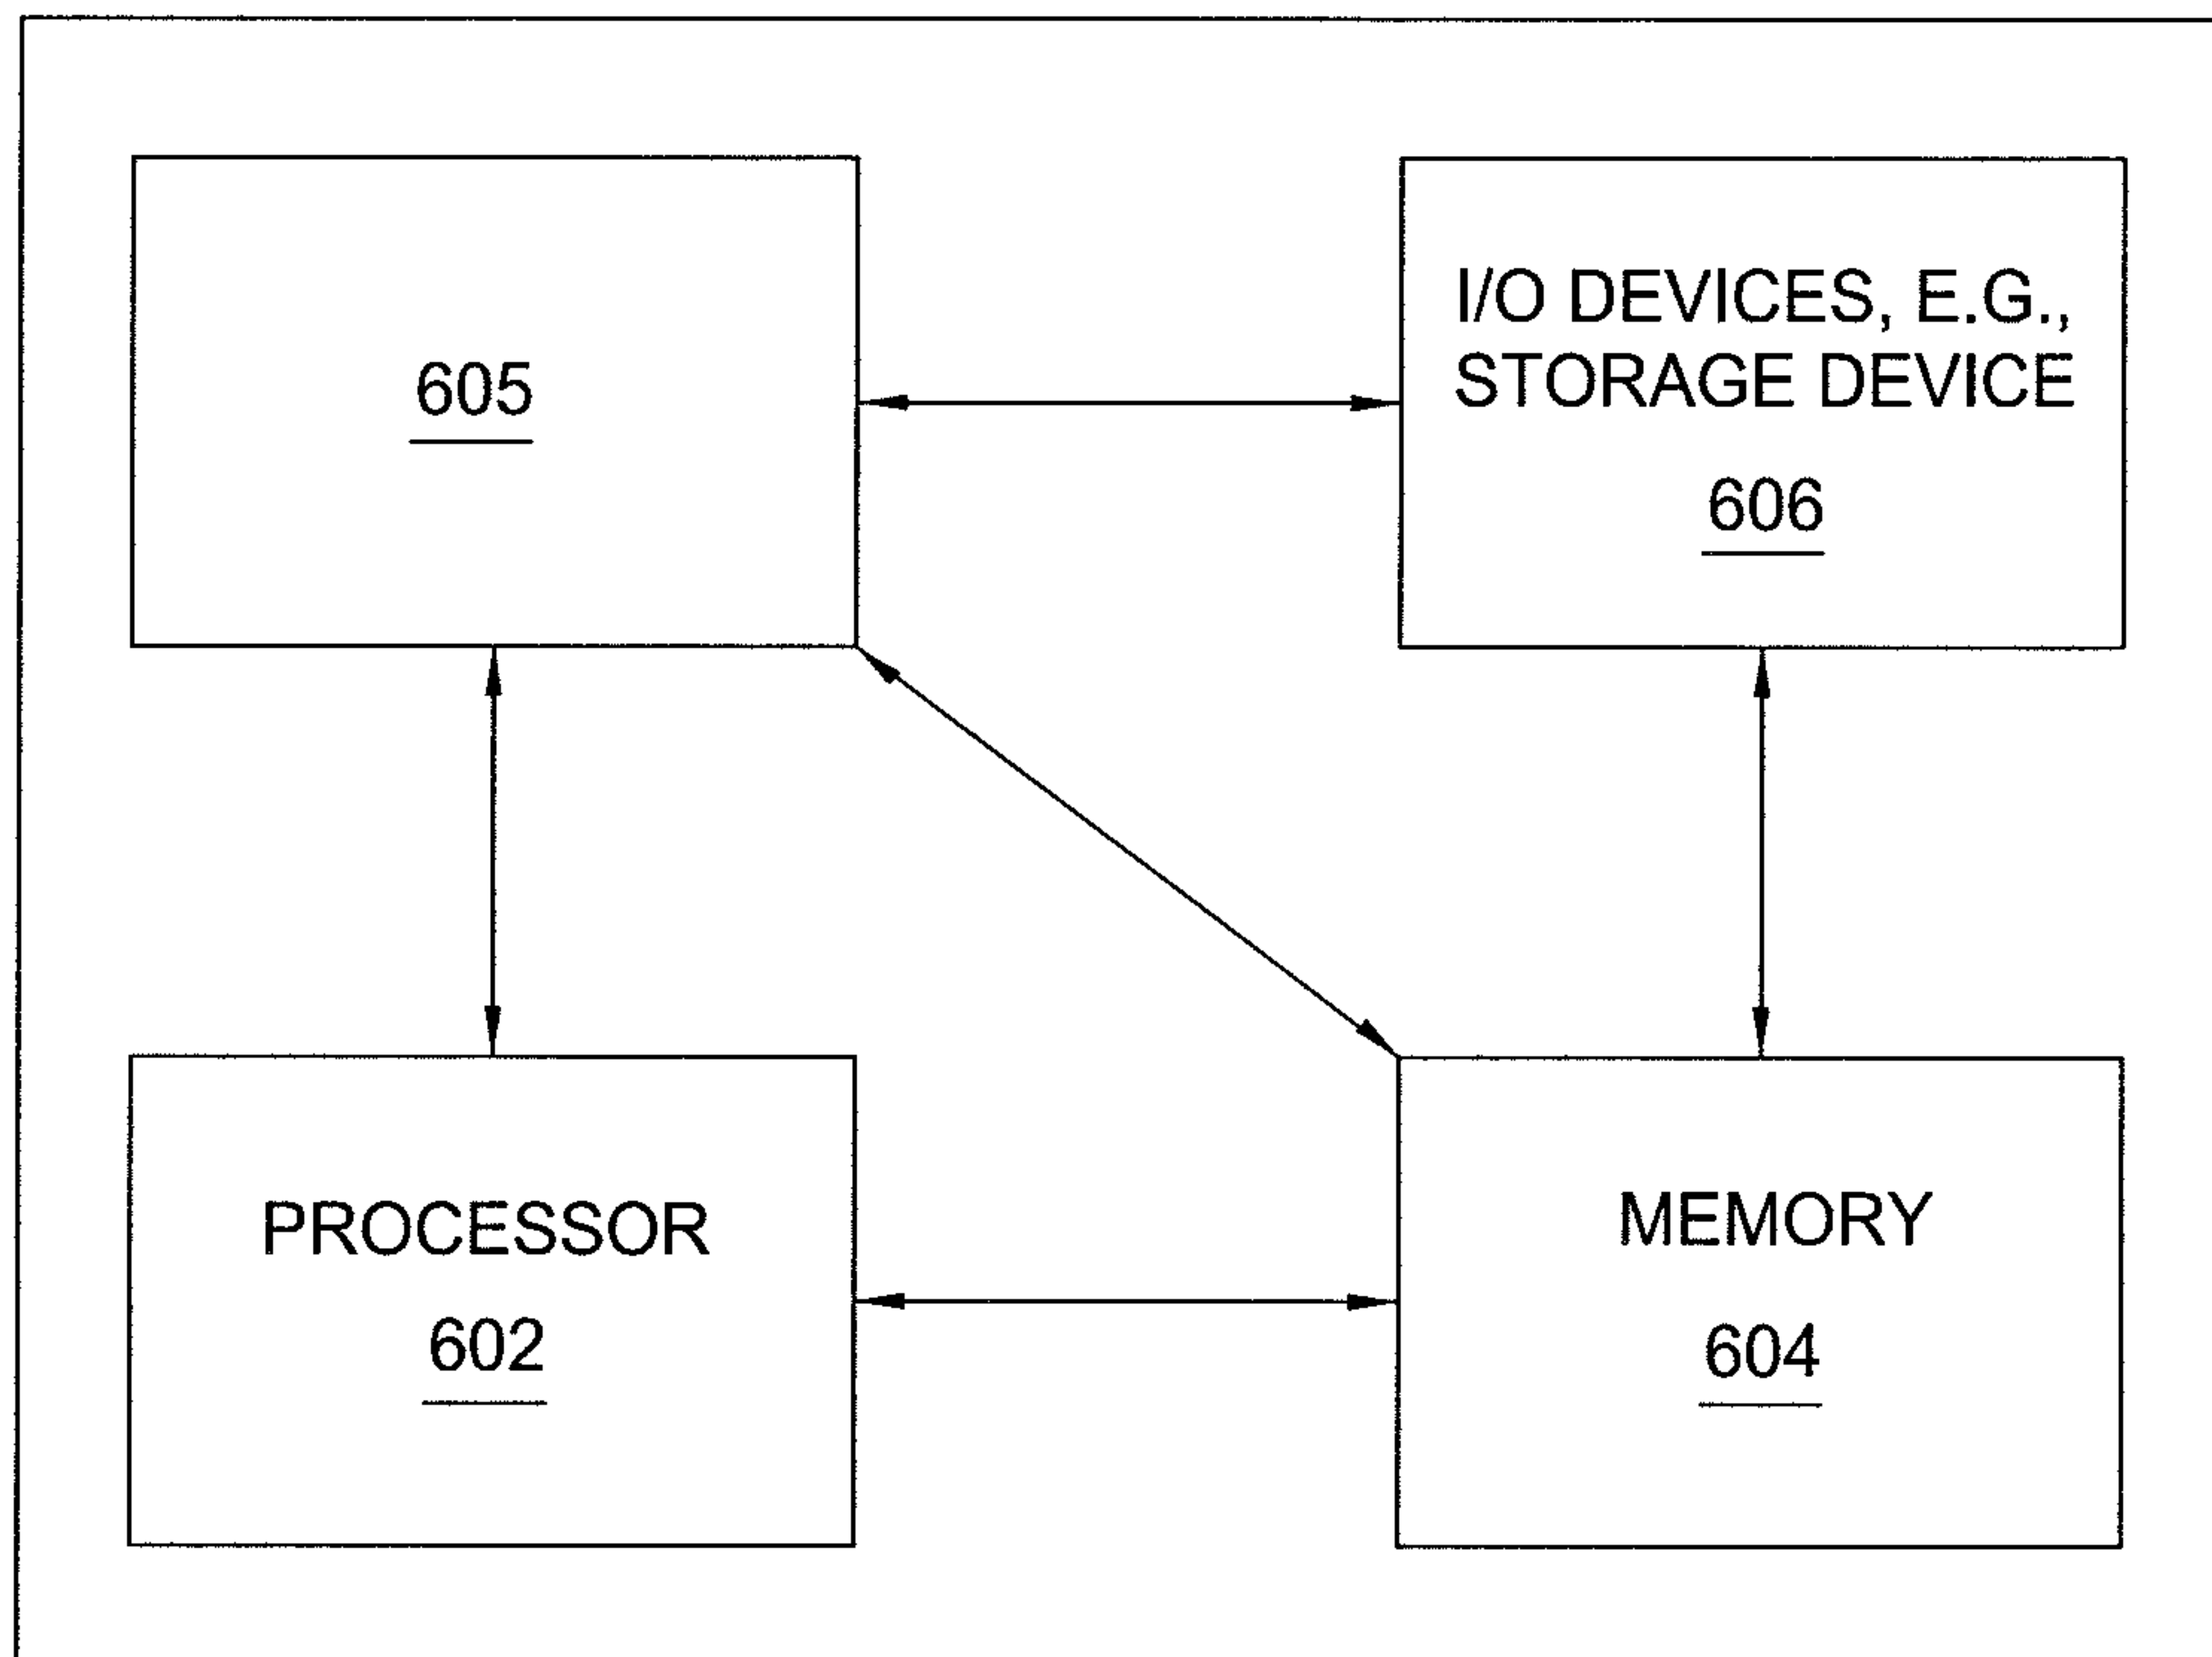 605
I/O DEVICES, E.G.,
STORAGE DEVICE
606
PROCESSOR
602
MEMORY
604